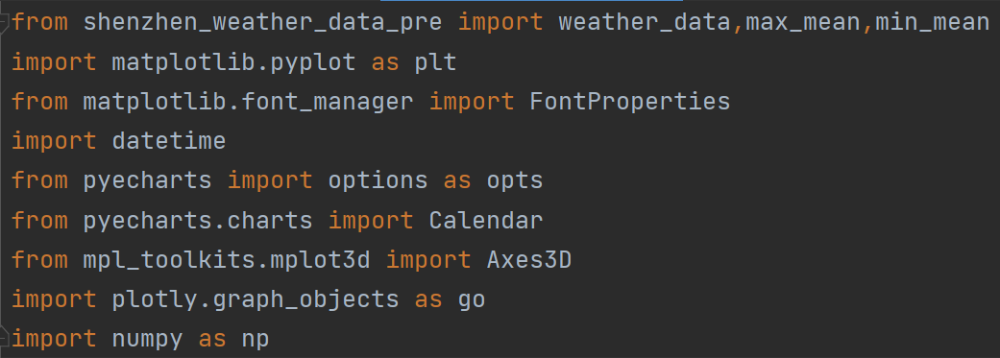 from shenzhen_weather_data_pre import weather_data,max_mean,min_mean
import matplotlib.pyplot as plt
from matplotlib.font_manager import FontProperties
import datetime
from pyecharts import options as opts
from pyecharts.charts import Calendar
from mpl_toolkits.mplot3d import Axes3D
import plotly.graph_objects as go
import numpy as np